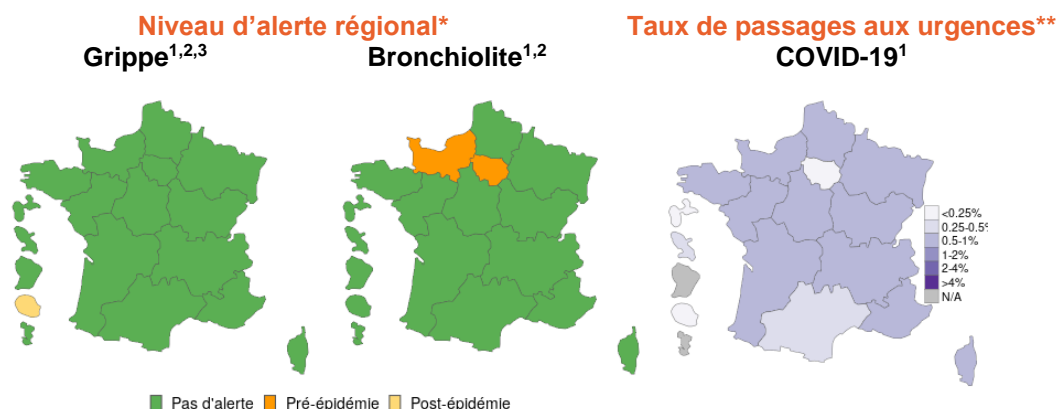 Niveau d’alerte régional*
Taux de passages aux urgences**
Grippe1,2,3
Bronchiolite1,2
COVID-191
<0.25%
0.25-0.5%
0.5-1%
1-2%
2-4%
>4%
N/A
Pas d'alerte
Pré-épidémie
Post-épidémie